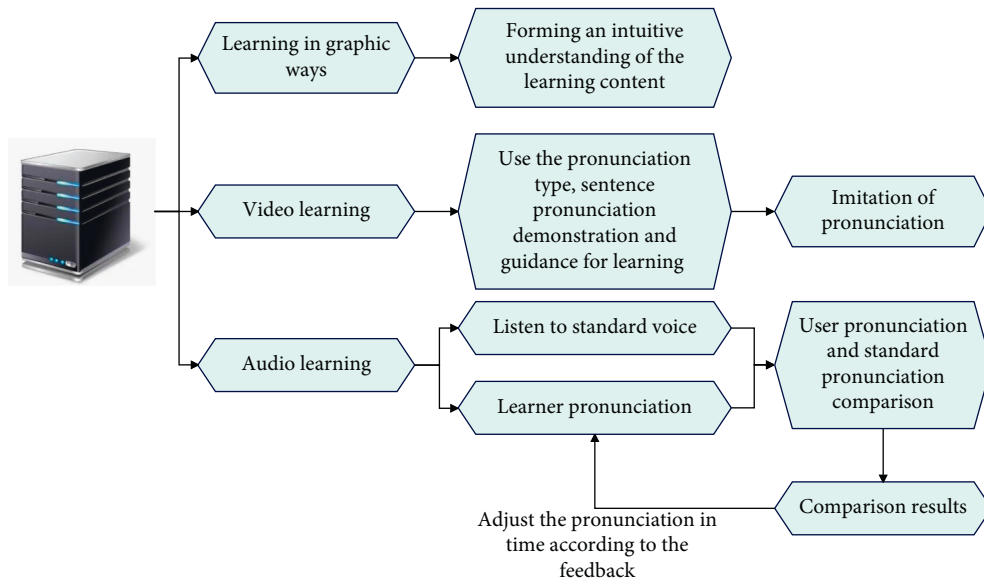 Learning in graphic
ways
Forming an intuitive
understanding of the
learning content
Video learning
Use the pronunciation
type, sentence
pronunciation
demonstration and
guidance for learning
Imitation of
pronunciation
Audio learning
Listen to standard voice
Learner pronunciation
User pronunciation
and standard
pronunciation
comparison
Comparison results
Adjust the pronunciation in
time according to the
feedback